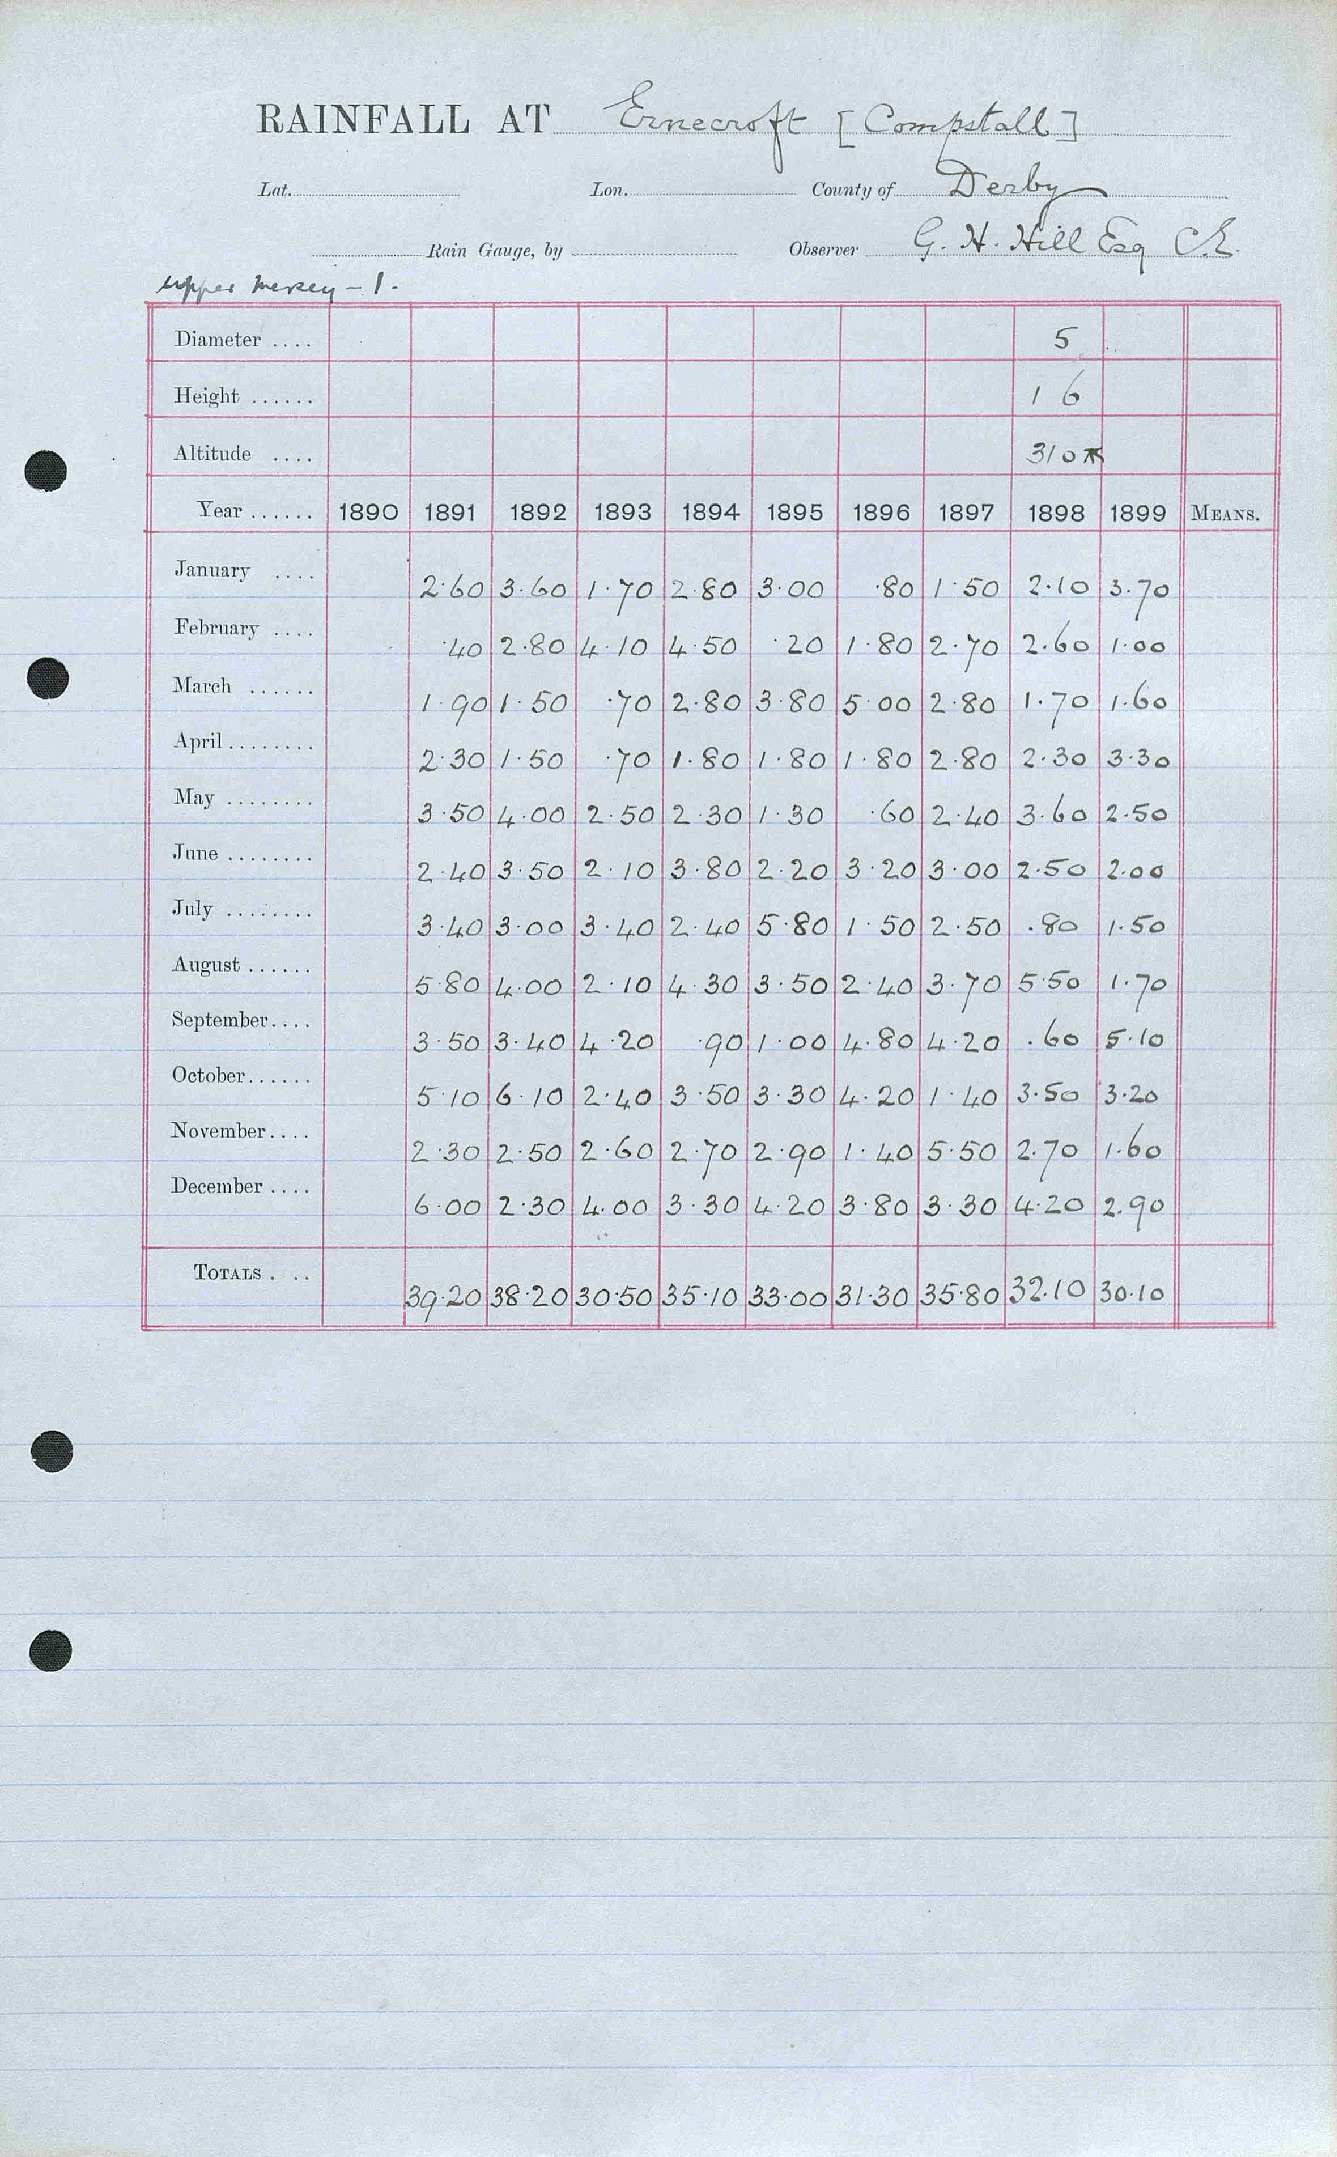 RAINFALL AT Ernecroft [Compstall]
Lat. Lon. County of Derby
Rain Gauge, by Observer G. H. Hill Esq C.E.
Upper Mersey - 1.
Diameter .... 5
Height ...... 1 6
Altitude .... 310
Year ...... 1890 1891 1892 1893 1894 1895 1896 1897 1898 1899 MEANS.
January .... 2.60 3.60 1.70 2.80 3.00 .80 1.50 2.10 3.70
February .... .40 2.80 4.10 4.50 .20 1.80 2.70 2.60 1.00
March ...... 1.90 1.50 .70 2.80 3.80 5.00 2.80 1.70 1.60
April ........ 2.30 1.50 .70 1.80 1.80 1.80 2.80 2.30 3.30
May ........ 3.50 4.00 2.50 2.30 1.30 .60 2.40 3.60 2.50
June ........ 2.40 3.50 2.10 3.80 2.20 3.20 3.00 2.50 2.00
July ........ 3.40 3.00 3.40 2.40 5.80 1.50 2.50 .80 1.50
August ...... 5.80 4.00 2.10 4.30 3.50 2.40 3.70 5.50 1.70
September.... 3.50 3.40 4.20 .90 1.00 4.80 4.20 .60 5.10
October...... 5.10 6.10 2.40 3.50 3.30 4.20 1.40 3.50 3.20
November.... 2.30 2.50 2.60 2.70 2.90 1.40 5.50 2.70 1.60
December .... 6.00 2.30 4.00 3.30 4.20 3.80 3.30 4.20 2.90
TOTALS . .. 39.20 38.20 30.50 35.10 33.00 31.30 35.80 32.10 30.10